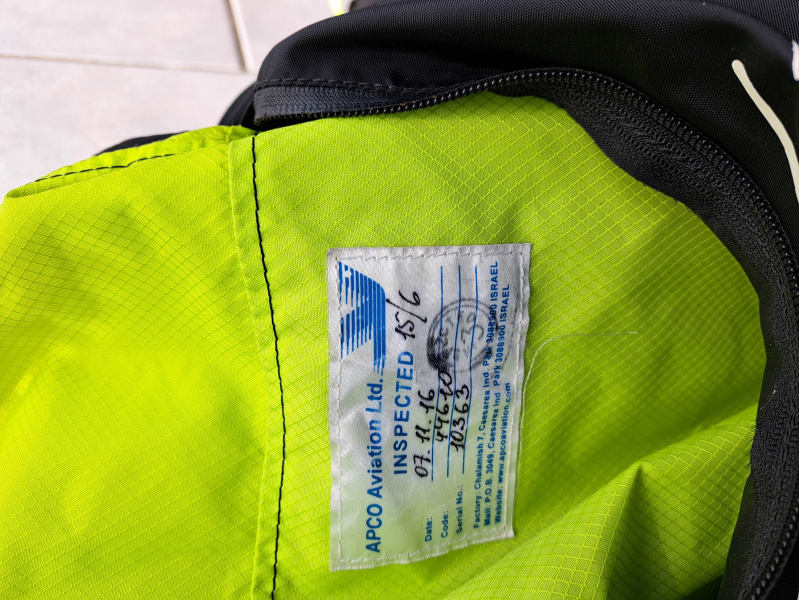 APCO Aviation Ltd.
INSPECTED 15/6
Date: 07.11.16
Code: 44610
Serial No.: 10363
Factory: Chalamish 7, Caesarea Ind. Park 3088900 ISRAEL
Mail: P.O.B. 3049, Caesarea Ind. Park 3088900 ISRAEL
Website: www.apcoaviation.com